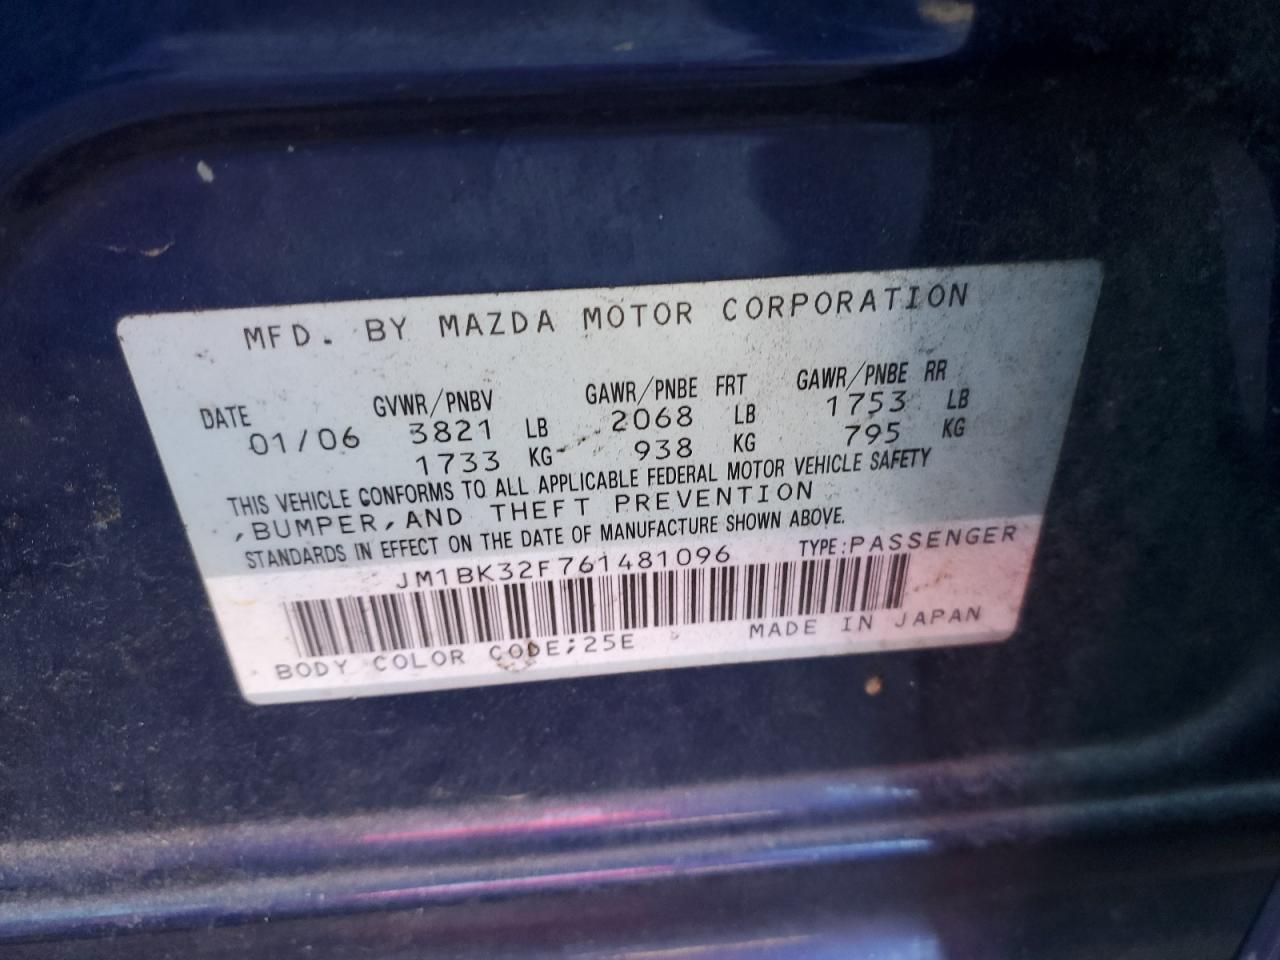 MFD. BY MAZDA MOTOR CORPORATION
DATE GVWR/PNBV GAWR/PNBE FRT GAWR/PNBE RR
01/06 3821 LB 2068 LB 1753 LB
1733 KG 938 KG 795 KG
THIS VEHICLE CONFORMS TO ALL APPLICABLE FEDERAL MOTOR VEHICLE SAFETY
,BUMPER,AND THEFT PREVENTION
STANDARDS IN EFFECT ON THE DATE OF MANUFACTURE SHOWN ABOVE.
JM1BK32F761481096 TYPE:PASSENGER
BODY COLOR CODE;25E MADE IN JAPAN